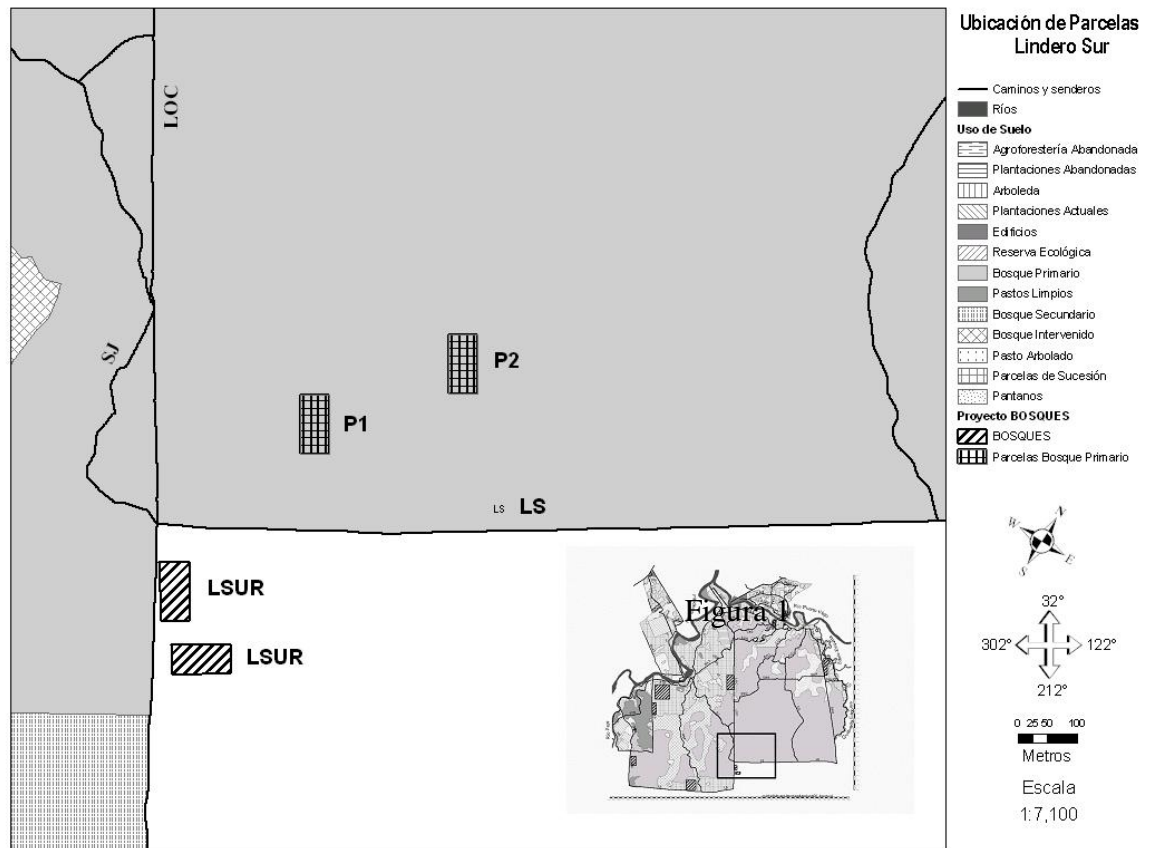 Ubicación de Parcelas
Lindero Sur
Caminos y senderos
Ríos
Uso de Suelo
Agroforestería Abandonada
Plantaciones Abandonadas
Arboleda
Plantaciones Actuales
Edificios
Reserva Ecológica
Bosque Primario
Pastos Limpios
Bosque Secundario
Bosque Intervenido
Pasto Arbolado
Parcelas de Sucesión
Pantanos
Proyecto BOSQUES
BOSQUES
Parcelas Bosque Primario
N
W
E
S
32°
302°
122°
212°
0 25 50 100
Metros
Escala
1:7,100
LOC
SJ
P2
P1
LS LS
LSUR
LSUR
Figura 1